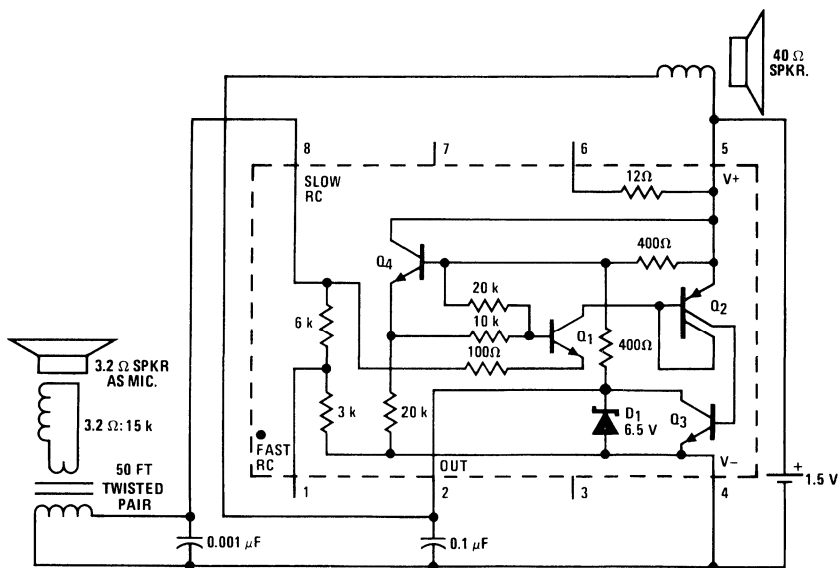 40 Ω
SPKR.
8
7
6
5
SLOW
RC
12Ω
V+
Q4
400Ω
20 k
Q2
6 k
10 k
Q1
100Ω
400Ω
3.2 Ω SPKR
AS MIC.
3.2 Ω: 15 k
3 k
20 k
D1
6.5 V
Q3
FAST
RC
OUT
V−
50 FT
TWISTED
PAIR
1
2
3
4
+
1.5 V
0.001 μF
0.1 μF